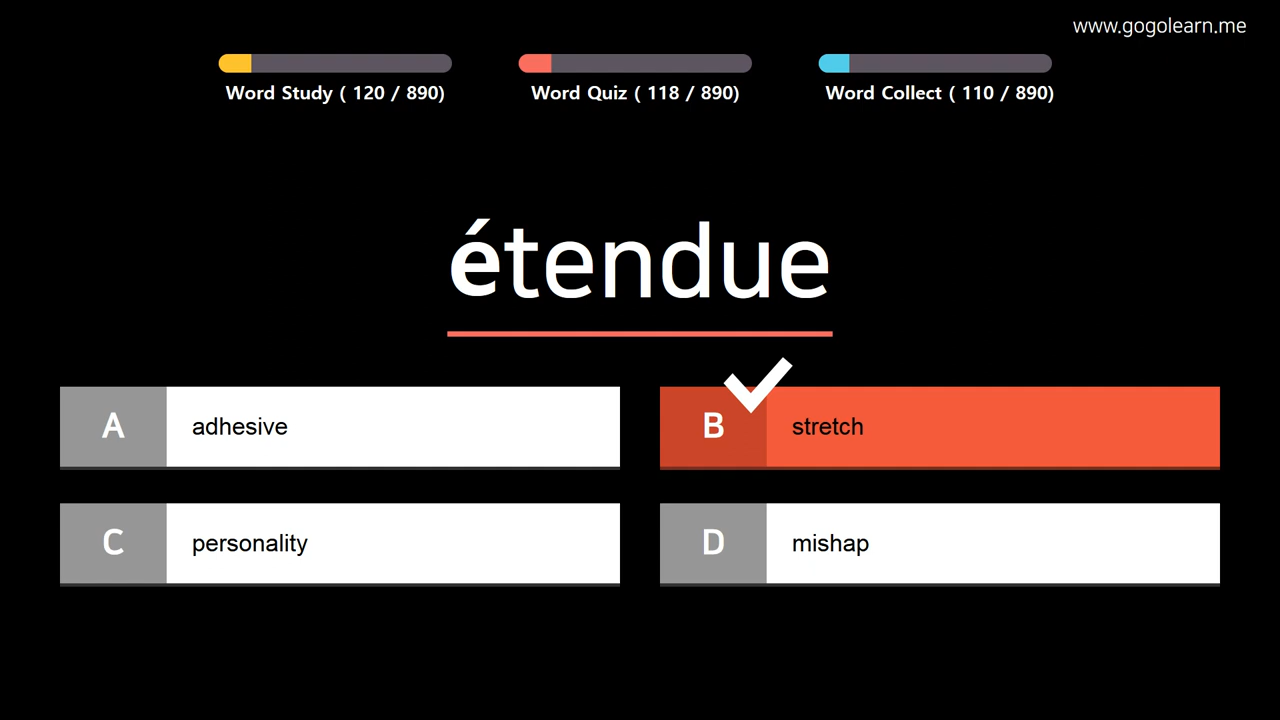 www.gogolearn.me
Word Study ( 120 / 890)
Word Quiz ( 118 / 890)
Word Collect ( 110 / 890)
étendue
A
adhesive
B
stretch
C
personality
D
mishap